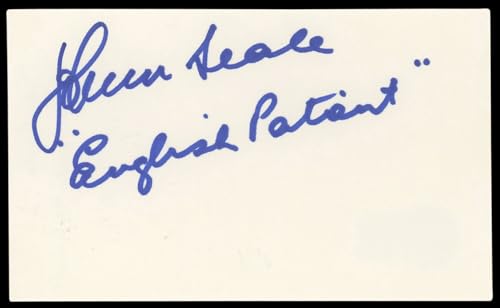 John Seale
"English Patient"